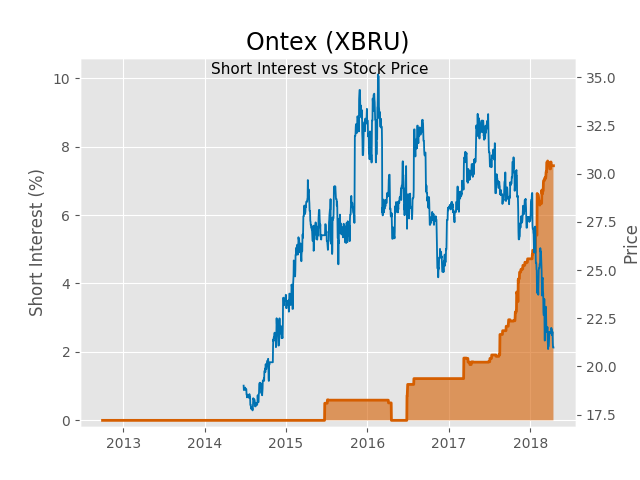 Ontex (XBRU)
Short Interest vs Stock Price
Short Interest (%)
10
8
6
4
2
0
35.0
32.5
30.0
27.5
25.0
22.5
20.0
17.5
Price
2013 2014 2015 2016 2017 2018